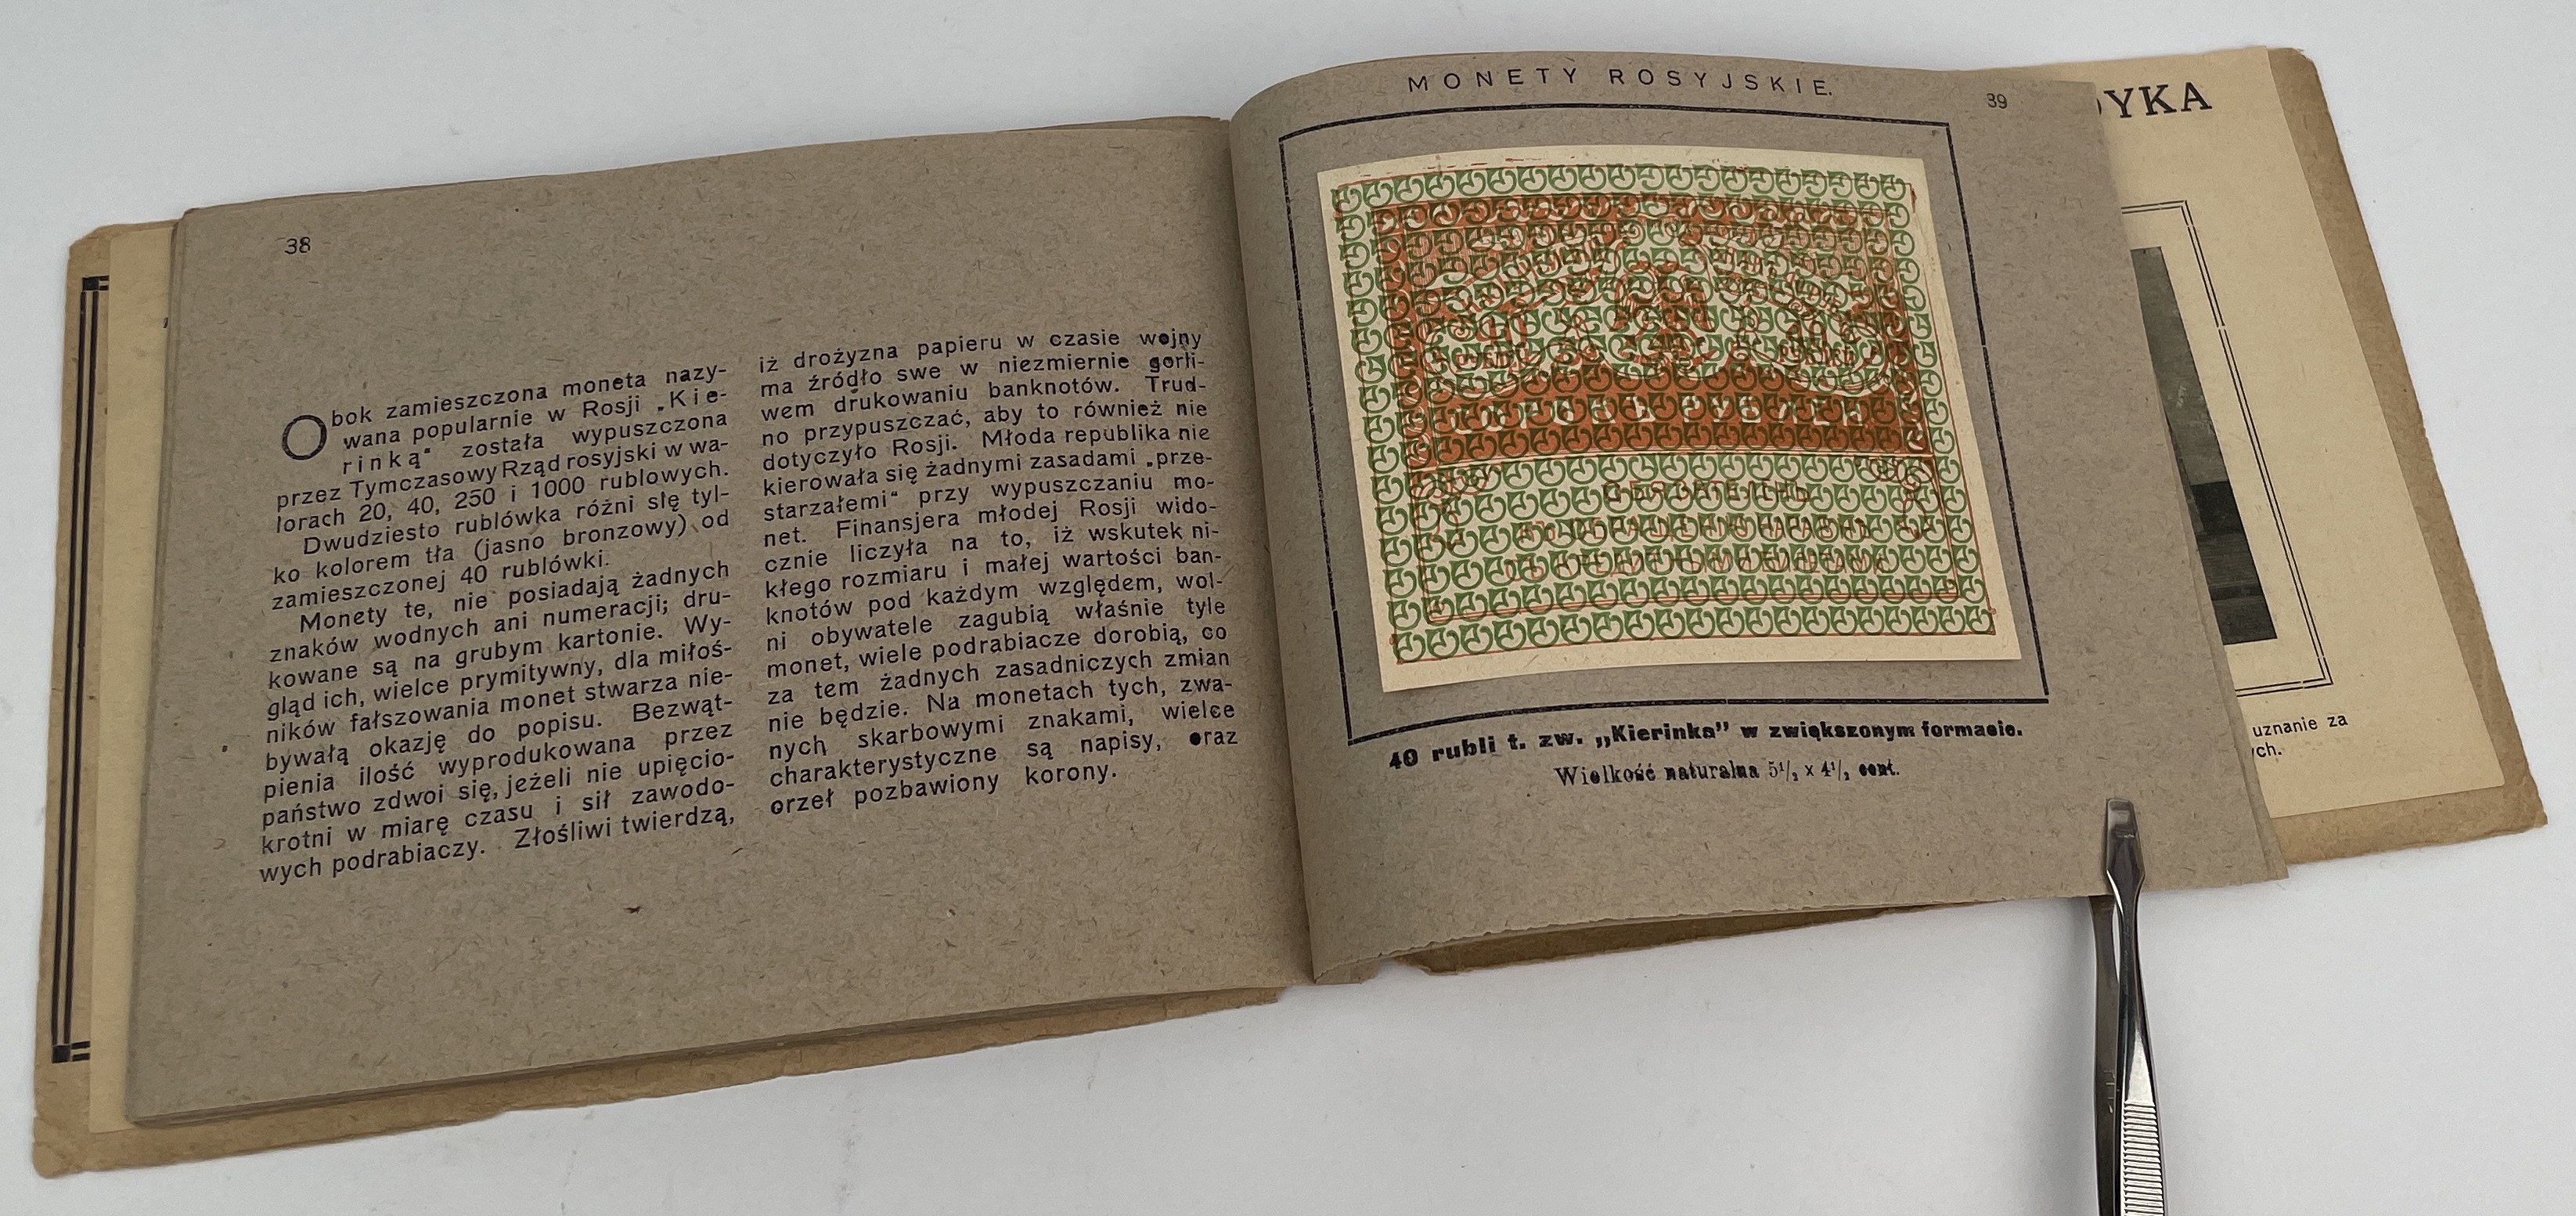 38
Obok zamieszczona moneta nazy-
wana popularnie w Rosji „Kie-
rinką" została wypuszczona
przez Tymczasowy Rząd rosyjski w wa-
lorach 20, 40, 250 i 1000 rublowych.
Dwudziesto rublówka różni się tyl-
ko kolorem tła (jasno bronzowy) od
zamieszczonej 40 rublówki.
Monety te, nie posiadają żadnych
znaków wodnych ani numeracji; dru-
kowane są na grubym kartonie. Wy-
gląd ich, wielce prymitywny, dla miłoś-
ników fałszowania monet stwarza nie-
bywałą okazję do popisu. Bezwąt-
pienia ilość wyprodukowana przez
państwo zdwoi się, jeżeli nie upięcio-
krotni w miarę czasu i sił zawodo-
wych podrabiaczy. Złośliwi twierdzą,
iż drożyzna papieru w czasie wojny
ma źródło swe w niezmiernie gorli-
wem drukowaniu banknotów. Trud-
no przypuszczać, aby to również nie
dotyczyło Rosji. Młoda republika nie
kierowała się żadnymi zasadami „prze-
starzałemi" przy wypuszczaniu mo-
net. Finansjera młodej Rosji wido-
cznie liczyła na to, iż wskutek ni-
kłego rozmiaru i małej wartości ban-
knotów pod każdym względem, wol-
ni obywatele zagubią właśnie tyle
monet, wiele podrabiacze dorobią, co
za tem żadnych zasadniczych zmian
nie będzie. Na monetach tych, zwa-
nych skarbowymi znakami, wielce
charakterystyczne są napisy, oraz
orzeł pozbawiony korony.
MONETY ROSYJSKIE.
39
40 rubli t. zw. „Kierinka" w zwiększonym formacie.
Wielkość naturalna 5½ x 4½ cent.
YKA
uznanie za
ych.